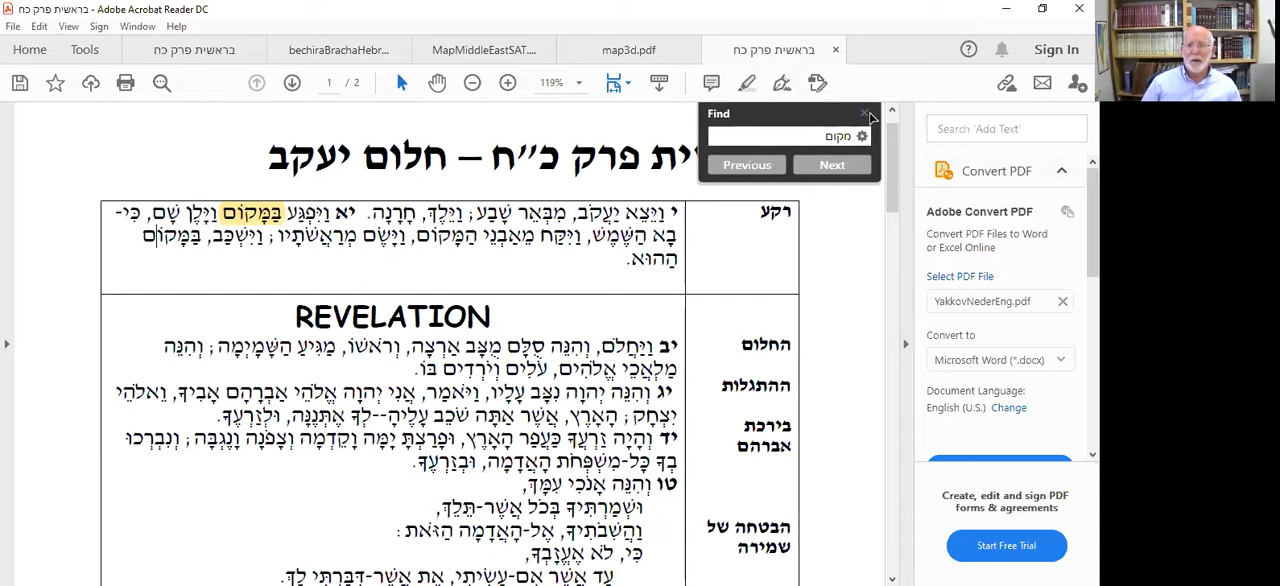 בראשית פרק כח - Adobe Acrobat Reader DC
File Edit View Sign Window Help
Home Tools בראשית פרק כח bechiraBrachaHebr... MapMiddleEastSAT.... map3d.pdf בראשית פרק כח × Sign In
1 / 2 119%
Find
מקום
Previous Next
ית פרק כ"ח – חלום יעקב
רקע
י וַיֵּצֵא יַעֲקֹב, מִבְּאֵר שָׁבַע; וַיֵּלֶךְ, חָרָנָה. יא וַיִּפְגַּע בַּמָּקוֹם וַיָּלֶן שָׁם, כִּי-
בָא הַשֶּׁמֶשׁ, וַיִּקַּח מֵאַבְנֵי הַמָּקוֹם, וַיָּשֶׂם מְרַאֲשֹׁתָיו; וַיִּשְׁכַּב, בַּמָּקוֹם
הַהוּא.
REVELATION
החלום
יב וַיַּחֲלֹם, וְהִנֵּה סֻלָּם מֻצָּב אַרְצָה, וְרֹאשׁוֹ, מַגִּיעַ הַשָּׁמָיְמָה; וְהִנֵּה
מַלְאֲכֵי אֱלֹהִים, עֹלִים וְיֹרְדִים בּוֹ.
ההתגלות
יג וְהִנֵּה יְהוָה נִצָּב עָלָיו, וַיֹּאמַר, אֲנִי יְהוָה אֱלֹהֵי אַבְרָהָם אָבִיךָ, וֵאלֹהֵי
יִצְחָק; הָאָרֶץ, אֲשֶׁר אַתָּה שֹׁכֵב עָלֶיהָ--לְךָ אֶתְּנֶנָּה, וּלְזַרְעֶךָ.
בירכת
אברהם
יד וְהָיָה זַרְעֲךָ כַּעֲפַר הָאָרֶץ, וּפָרַצְתָּ יָמָּה וָקֵדְמָה וְצָפֹנָה וָנֶגְבָּה; וְנִבְרְכוּ
בְךָ כָּל-מִשְׁפְּחֹת הָאֲדָמָה, וּבְזַרְעֶךָ.
טו וְהִנֵּה אָנֹכִי עִמָּךְ,
וּשְׁמַרְתִּיךָ בְּכֹל אֲשֶׁר-תֵּלֵךְ,
הבטחה של
שמירה
וַהֲשִׁבֹתִיךָ, אֶל-הָאֲדָמָה הַזֹּאת:
כִּי, לֹא אֶעֱזָבְךָ,
עַד אֲשֶׁר אִם-עָשִׂיתִי, אֵת אֲשֶׁר-דִּבַּרְתִּי לָךְ.
Search 'Add Text'
Convert PDF
Adobe Convert PDF
Convert PDF Files to Word
or Excel Online
Select PDF File
YakkovNederEng.pdf
Convert to
Microsoft Word (*.docx)
Document Language:
English (U.S.) Change
Create, edit and sign PDF
forms & agreements
Start Free Trial